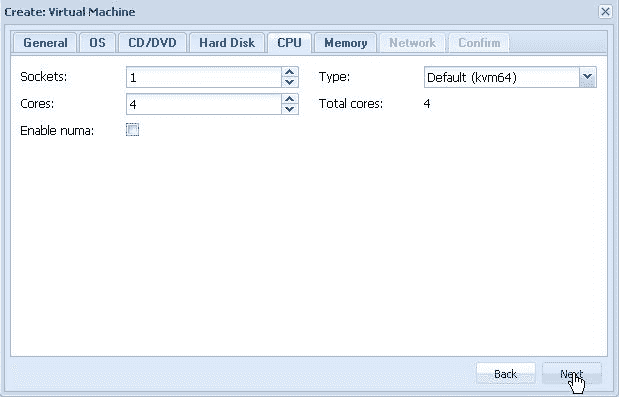 Create: Virtual Machine
General OS CD/DVD Hard Disk CPU Memory Network Confirm
Sockets: 1 Type: Default (kvm64)
Cores: 4 Total cores: 4
Enable numa:
Back Next